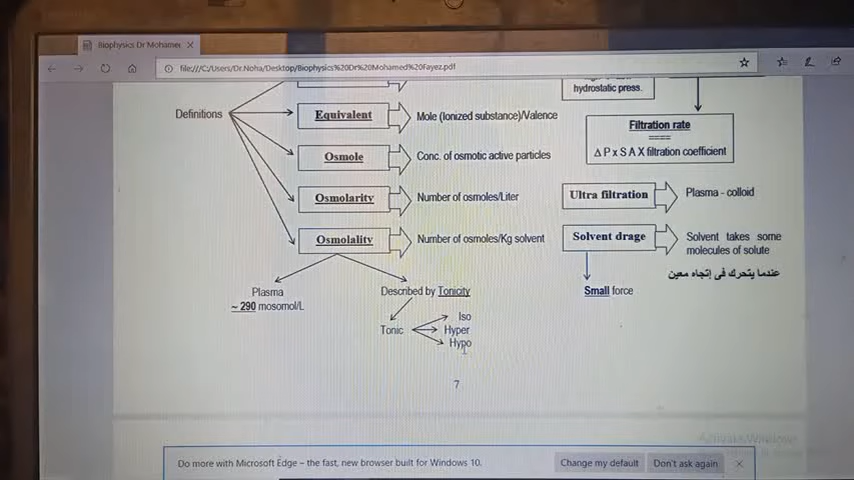 Biophysics Dr Mohamer
file:///C:/Users/Dr.Noha/Desktop/Biophysics%20Dr%20Mohamed%20Fayez.pdf
hydrostatic press.
Definitions
Equivalent
Mole (Ionized substance)/Valence
Filtration rate
Δ P x S A X filtration coefficient
Osmole
Conc. of osmotic active particles
Osmolarity
Number of osmoles/Liter
Ultra filtration
Plasma - colloid
Osmolality
Number of osmoles/Kg solvent
Solvent drage
Solvent takes some
molecules of solute
عندما يتحرك فى إتجاه معين
Small force
Plasma
~ 290 mosomol/L
Described by Tonicity
Tonic
Iso
Hyper
Hypo
7
Activate Windows
Do more with Microsoft Edge – the fast, new browser built for Windows 10.
Change my default
Don't ask again